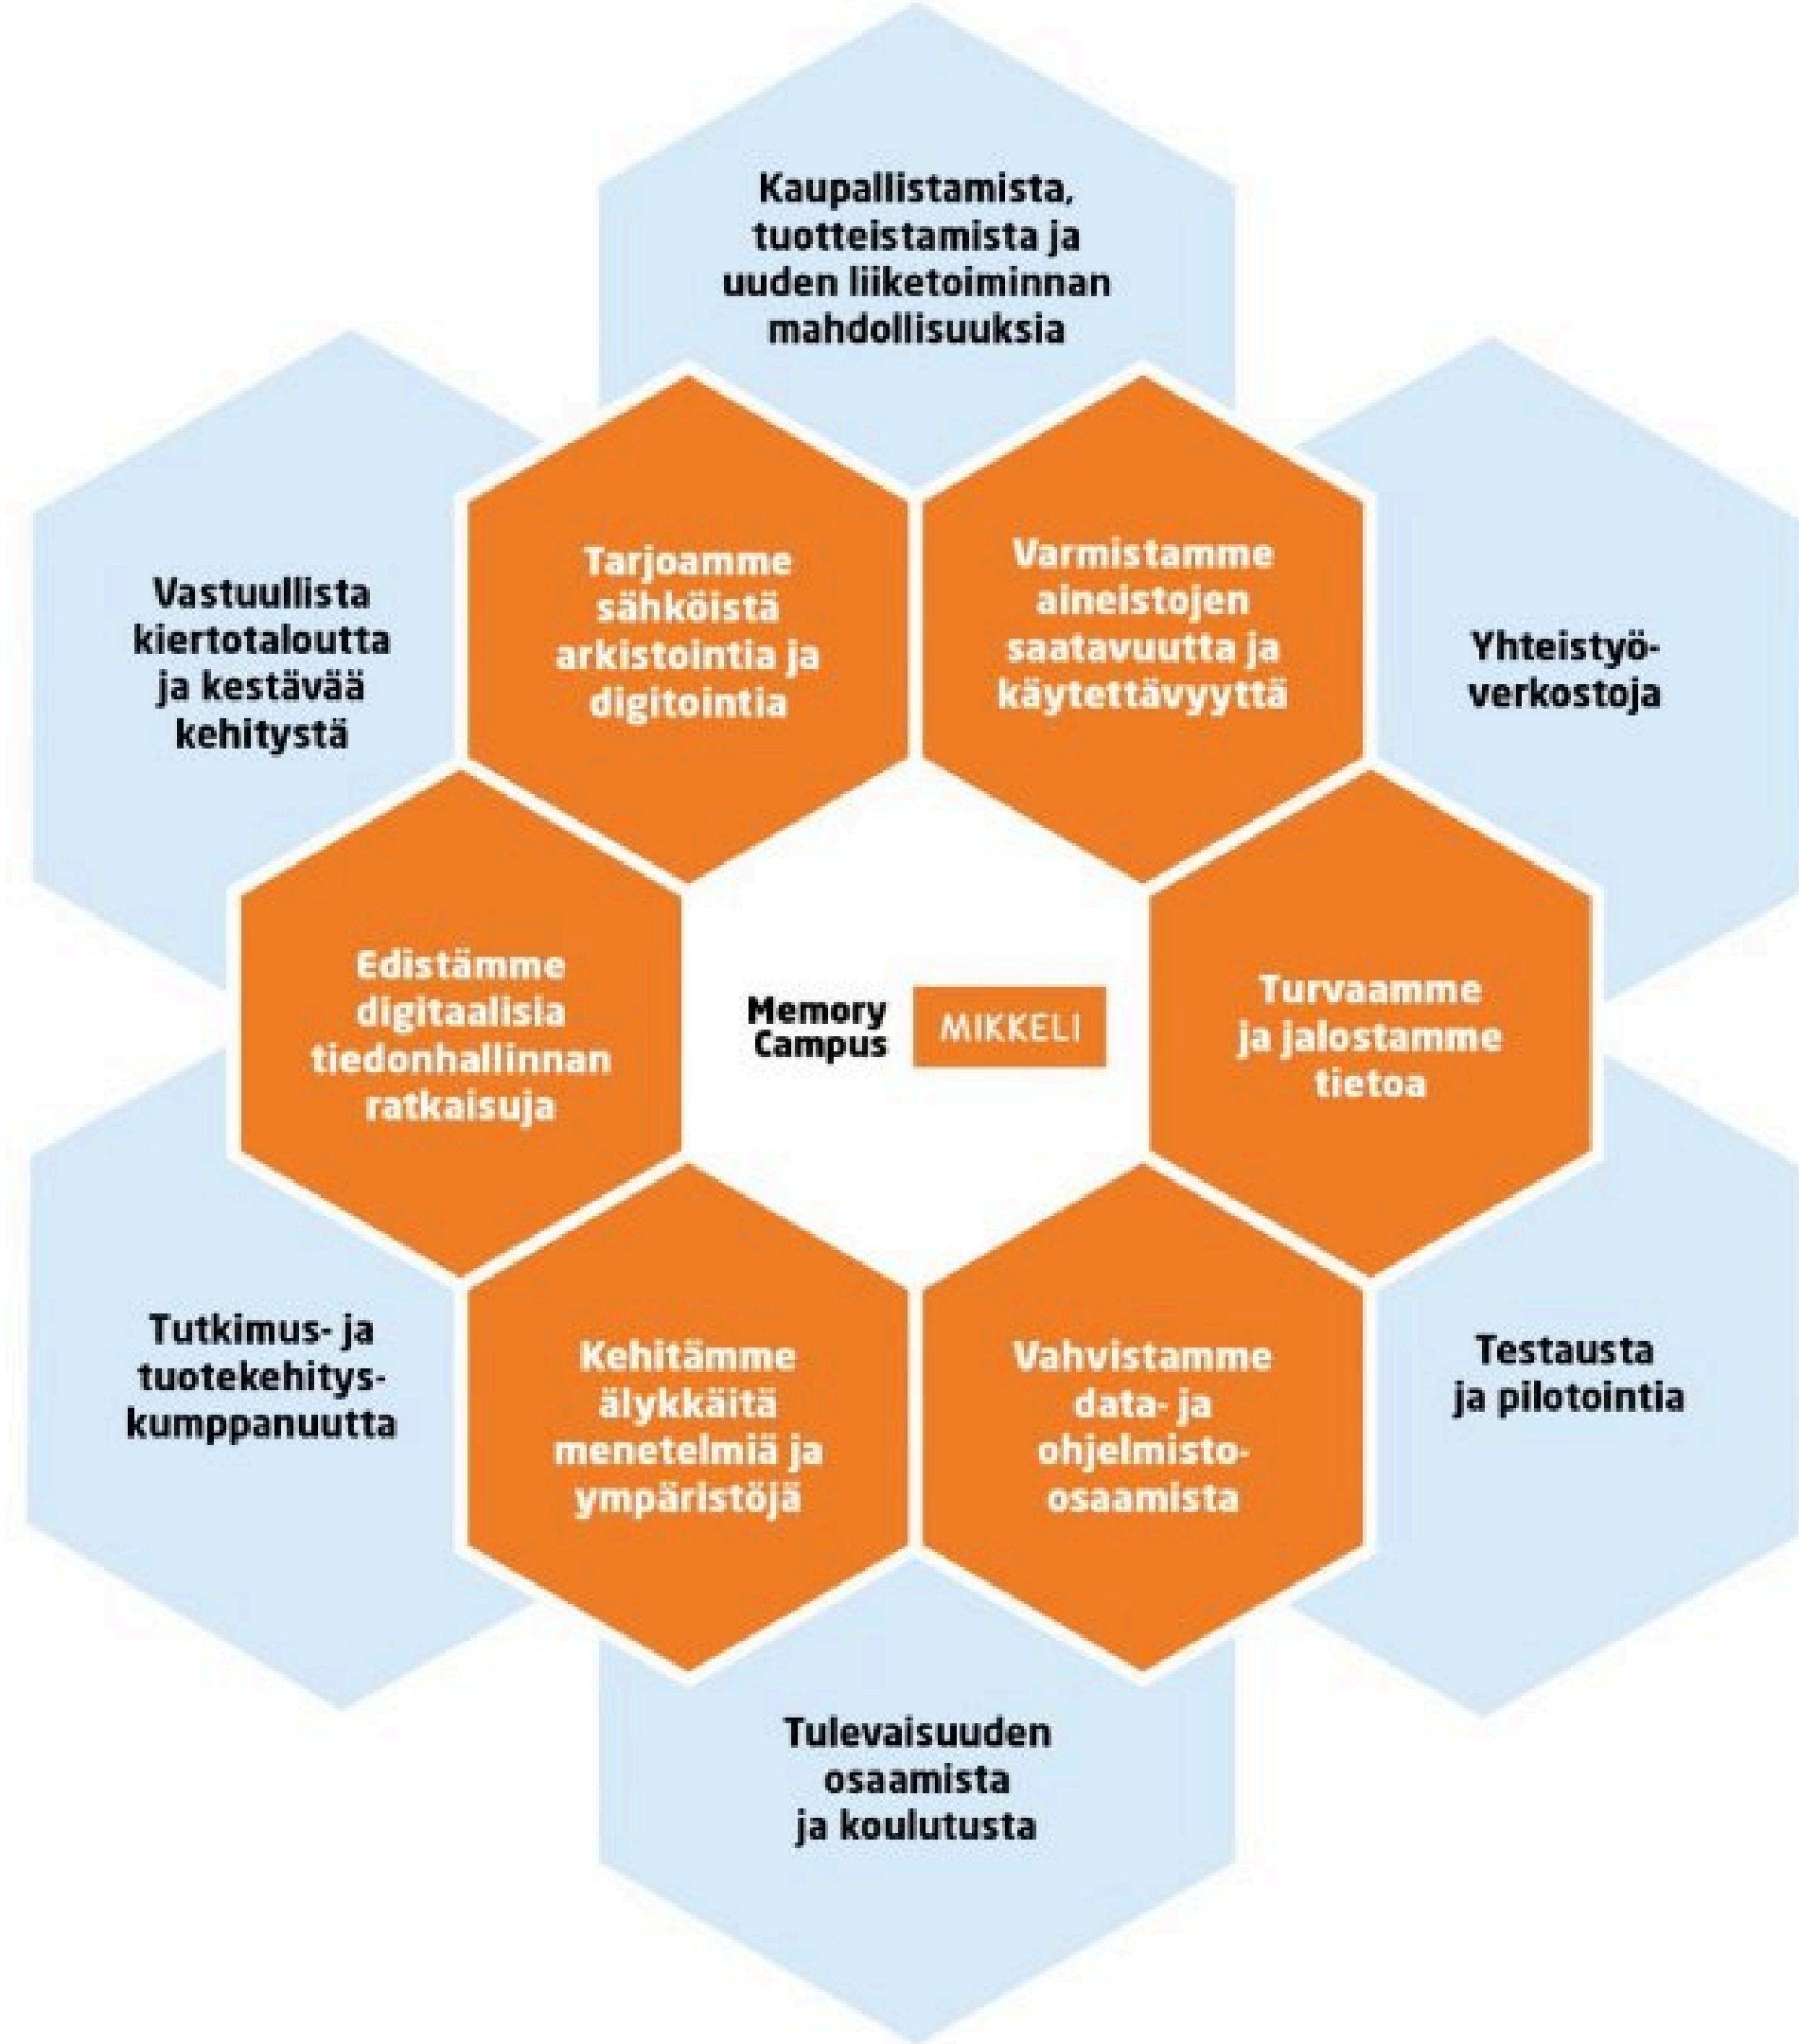 Kaupallistamista,
tuotteistamista ja
uuden liiketoiminnan
mahdollisuuksia
Vastuullista
kiertotaloutta
ja kestävää
kehitystä
Tarjoamme
sähköistä
arkistointia ja
digitointia
Varmistamme
aineistojen
saatavuutta ja
käytettävyyttä
Yhteistyö-
verkostoja
Edistämme
digitaalisia
tiedonhallinnan
ratkaisuja
Memory
Campus
MIKKELI
Turvaamme
ja jalostamme
tietoa
Tutkimus- ja
tuotekehitys-
kumppanuutta
Kehitämme
älykkäitä
menetelmiä ja
ympäristöjä
Vahvistamme
data- ja
ohjelmisto-
osaamista
Testausta
ja pilotointia
Tulevaisuuden
osaamista
ja koulutusta